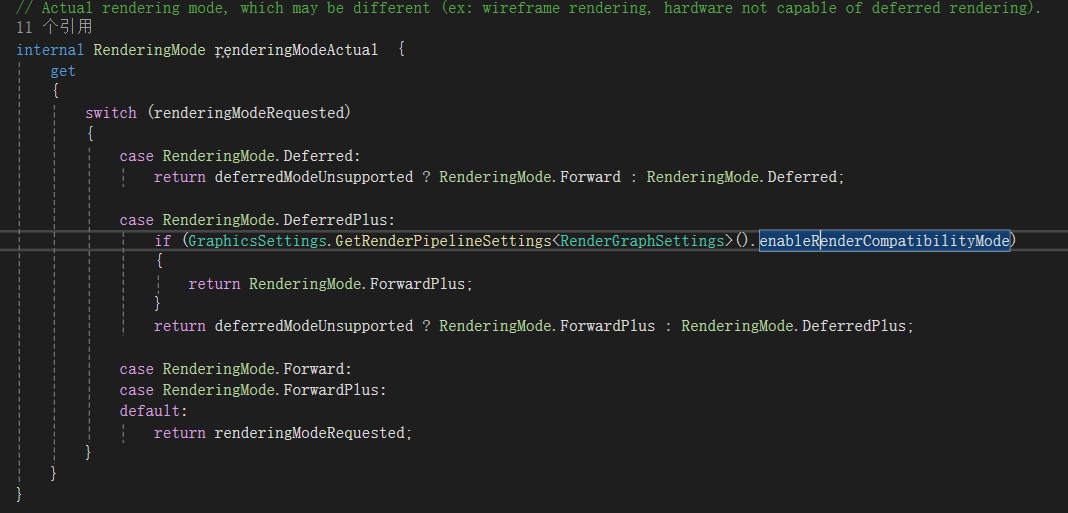 // Actual rendering mode, which may be different (ex: wireframe rendering, hardware not capable of deferred rendering).
11 个引用
internal RenderingMode renderingModeActual  {
get
{
switch (renderingModeRequested)
{
case RenderingMode.Deferred:
return deferredModeUnsupported ? RenderingMode.Forward : RenderingMode.Deferred;
case RenderingMode.DeferredPlus:
if (GraphicsSettings.GetRenderPipelineSettings<RenderGraphSettings>().enableRenderCompatibilityMode)
{
return RenderingMode.ForwardPlus;
}
return deferredModeUnsupported ? RenderingMode.ForwardPlus : RenderingMode.DeferredPlus;
case RenderingMode.Forward:
case RenderingMode.ForwardPlus:
default:
return renderingModeRequested;
}
}
}